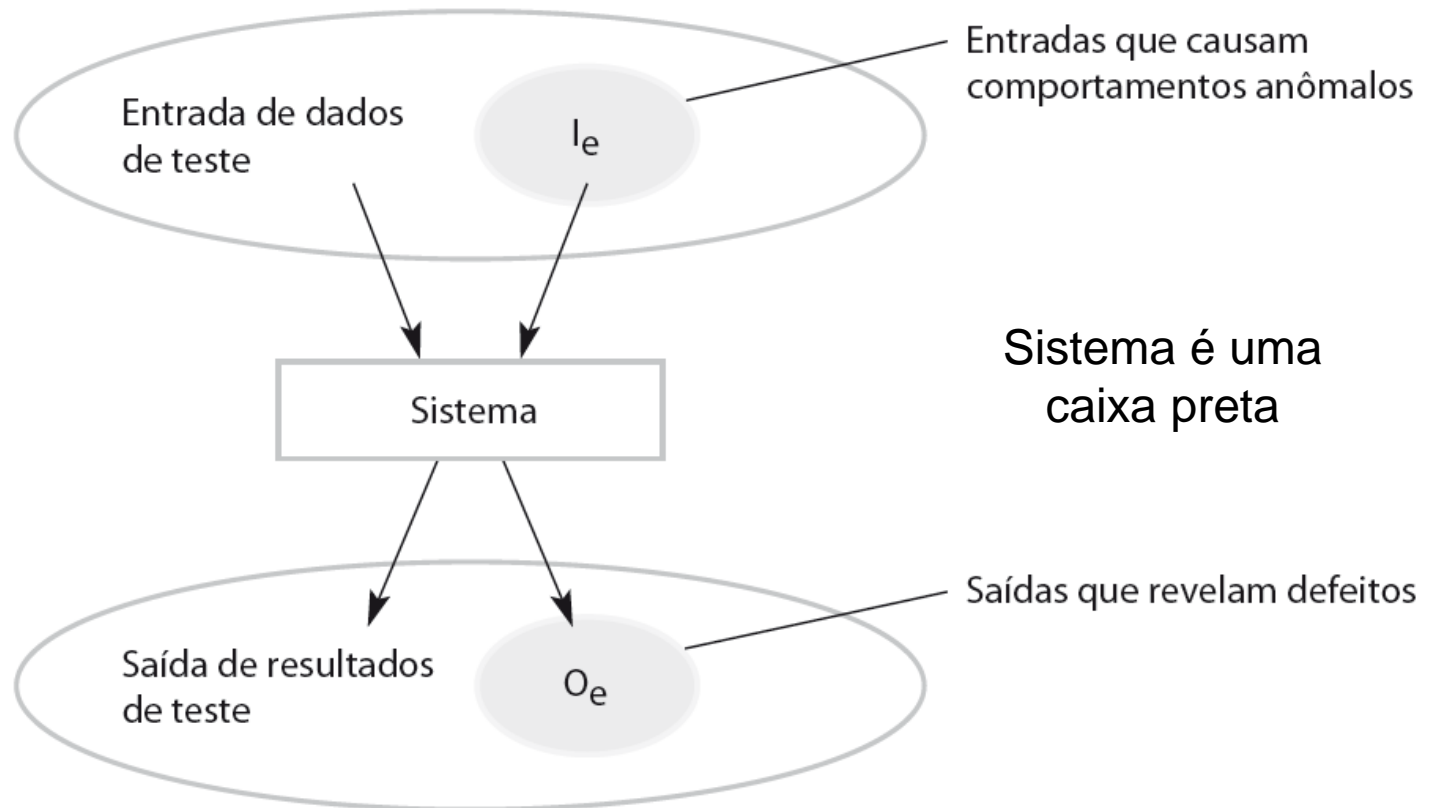 Entradas que causam
comportamentos anômalos
Entrada de dados
de teste
Ie
Sistema é uma
caixa preta
Sistema
Saídas que revelam defeitos
Saída de resultados
de teste
Oe